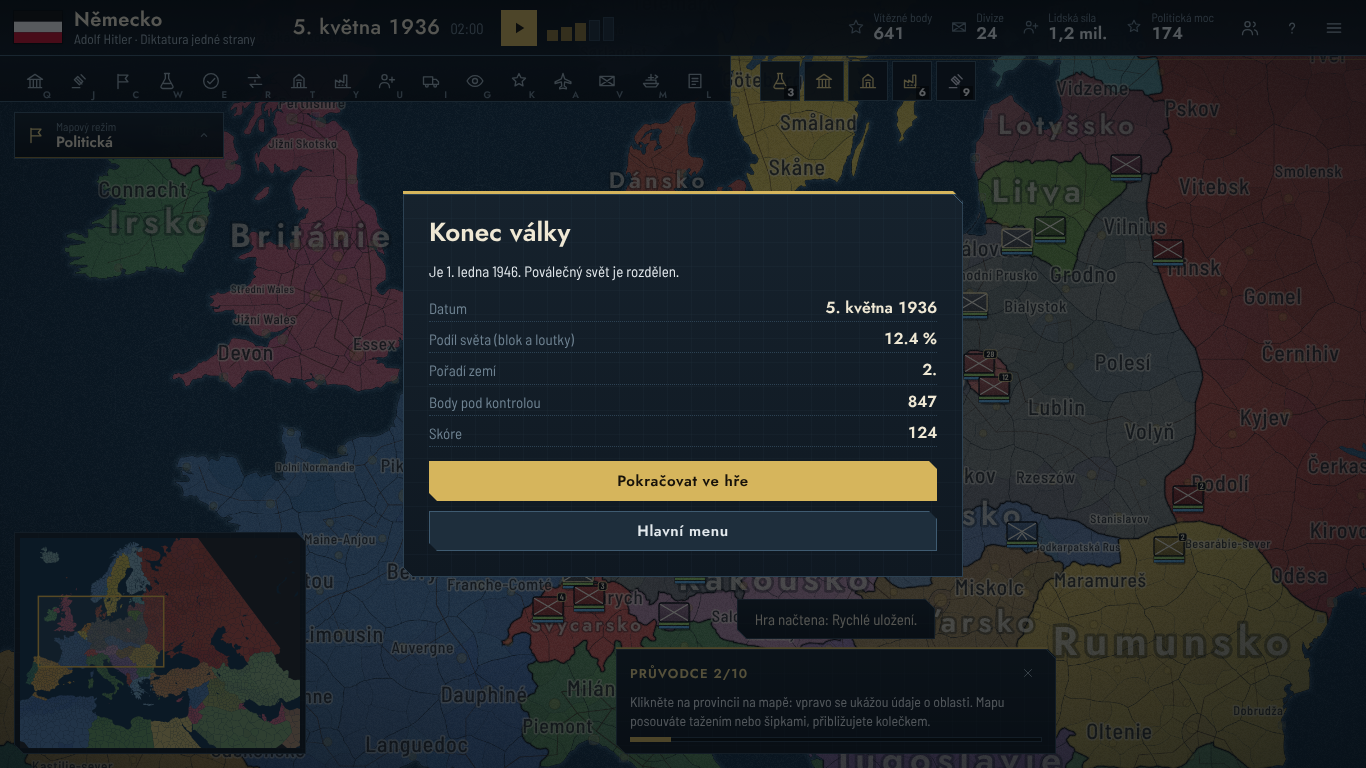 Německo
Adolf Hitler · Diktatura jedné strany
5. května 1936 02:00
Vítězné body
641
Divize
24
Lidská síla
1,2 mil.
Politická moc
174
?
Q J C W E R T Y U I G K A V M L
3
6
9
Mapový režim
Politická
Perthshire
Jižní Skotsko
Connacht
Irsko
Británie
Střední Wales
Jižní Wales
Devon
Essex
Dánsko
Småland
Skåne
Vidzeme
Lotyšsko
Pskov
Smolensk
Vitebsk
Litva
Vilnius
Minsk
Grodno
Gomel
Bialystok
Černihiv
Polesí
Lublin
Kyjev
Volyň
Rzeszów
Podolí
Stanislavov
Besarábie-sever
Maramureš
Miskolc
Oděsa
Rumunsko
Oltenie
Dobrudža
Dolní Normandie
Maine-Anjou
Franche-Comté
Limousin
Auvergne
Švýcarsko
Rakousko
Dauphiné
Milán
Piemont
Languedoc
Kastilie-sever
Jugoslávie
Konec války
Je 1. ledna 1946. Poválečný svět je rozdělen.
Datum 5. května 1936
Podíl světa (blok a loutky) 12.4 %
Pořadí zemí 2.
Body pod kontrolou 847
Skóre 124
Pokračovat ve hře
Hlavní menu
Hra načtena: Rychlé uložení.
PRŮVODCE 2/10
Klikněte na provincii na mapě: vpravo se ukážou údaje o oblasti. Mapu
posouváte tažením nebo šipkami, přibližujete kolečkem.